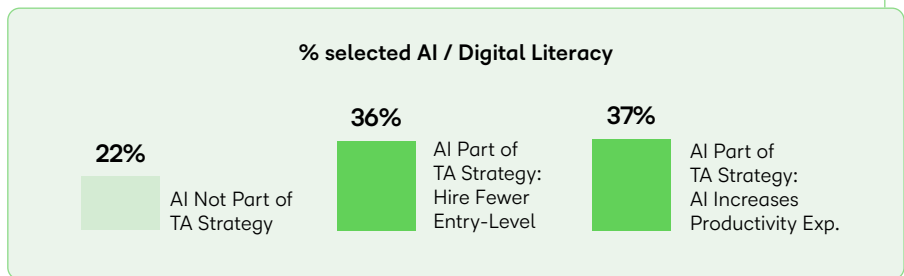 % selected AI / Digital Literacy
22%
AI Not Part of
TA Strategy
36%
AI Part of
TA Strategy:
Hire Fewer
Entry-Level
37%
AI Part of
TA Strategy:
AI Increases
Productivity Exp.